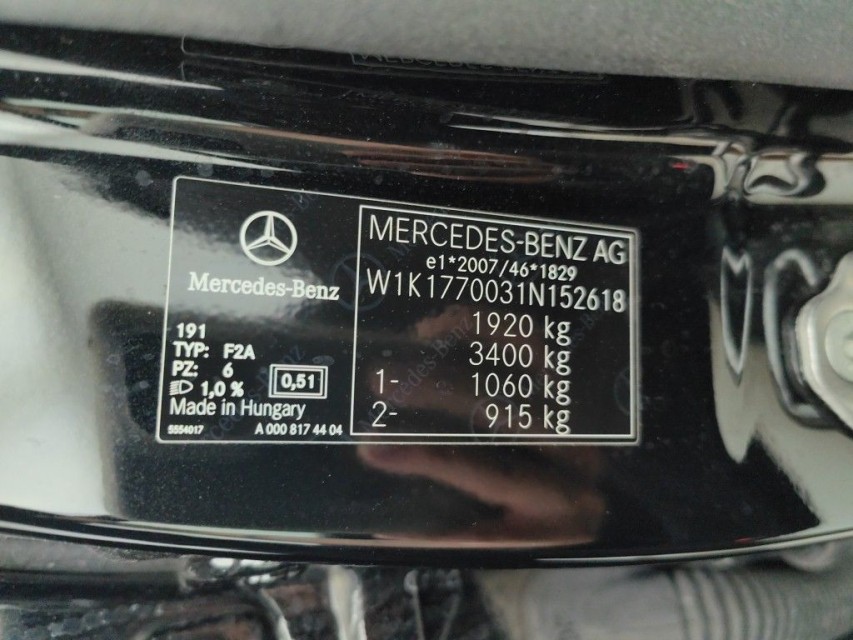 Mercedes-Benz
191
TYP: F2A
PZ: 6
1,0 %
0,51
Made in Hungary
5554017
A 000 817 44 04
MERCEDES-BENZ AG
e1*2007/46*1829
W1K1770031N152618
1920 kg
3400 kg
1- 1060 kg
2- 915 kg